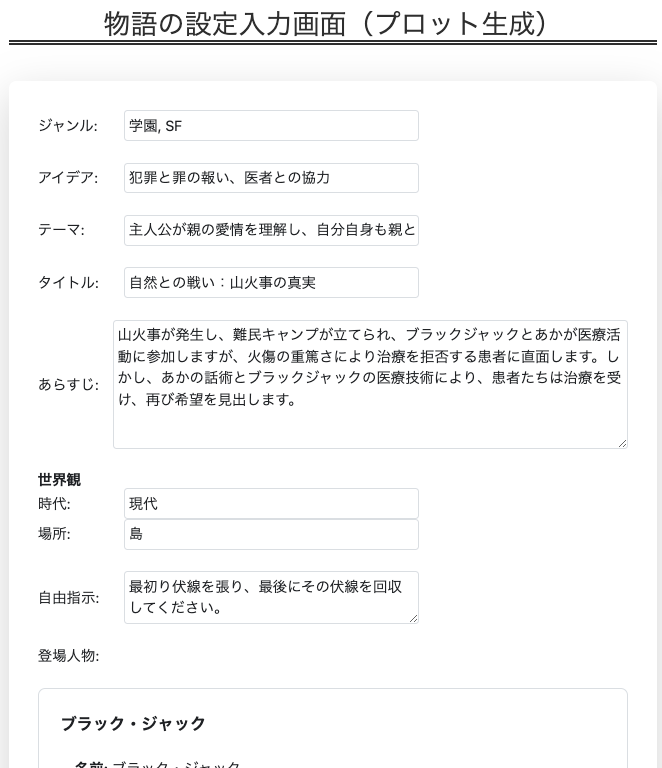 物語の設定入力画面（プロット生成）
ジャンル: 学園, SF
アイデア: 犯罪と罪の報い、医者との協力
テーマ: 主人公が親の愛情を理解し、自分自身も親と
タイトル: 自然との戦い：山火事の真実
あらすじ:
山火事が発生し、難民キャンプが立てられ、ブラックジャックとあかが医療活
動に参加しますが、火傷の重篤さにより治療を拒否する患者に直面します。し
かし、あかの話術とブラックジャックの医療技術により、患者たちは治療を受
け、再び希望を見出します。
世界観
時代: 現代
場所: 島
自由指示:
最初り伏線を張り、最後にその伏線を回収
してください。
登場人物:
ブラック・ジャック
名前: ブラック・ジャック